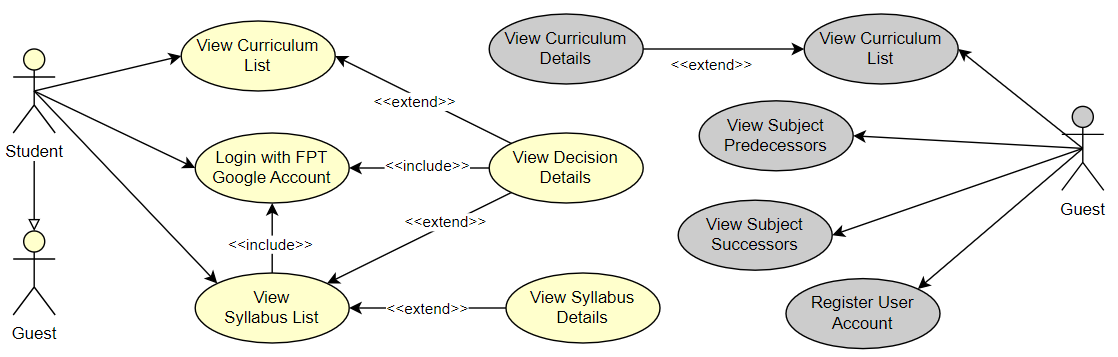 View Curriculum
List
<<extend>>
Student
Login with FPT
Google Account
<<include>>
View Decision
Details
<<extend>>
<<include>>
View
Syllabus List
<<extend>>
View Syllabus
Details
Guest
View Curriculum
Details
<<extend>>
View Curriculum
List
View Subject
Predecessors
Guest
View Subject
Successors
Register User
Account